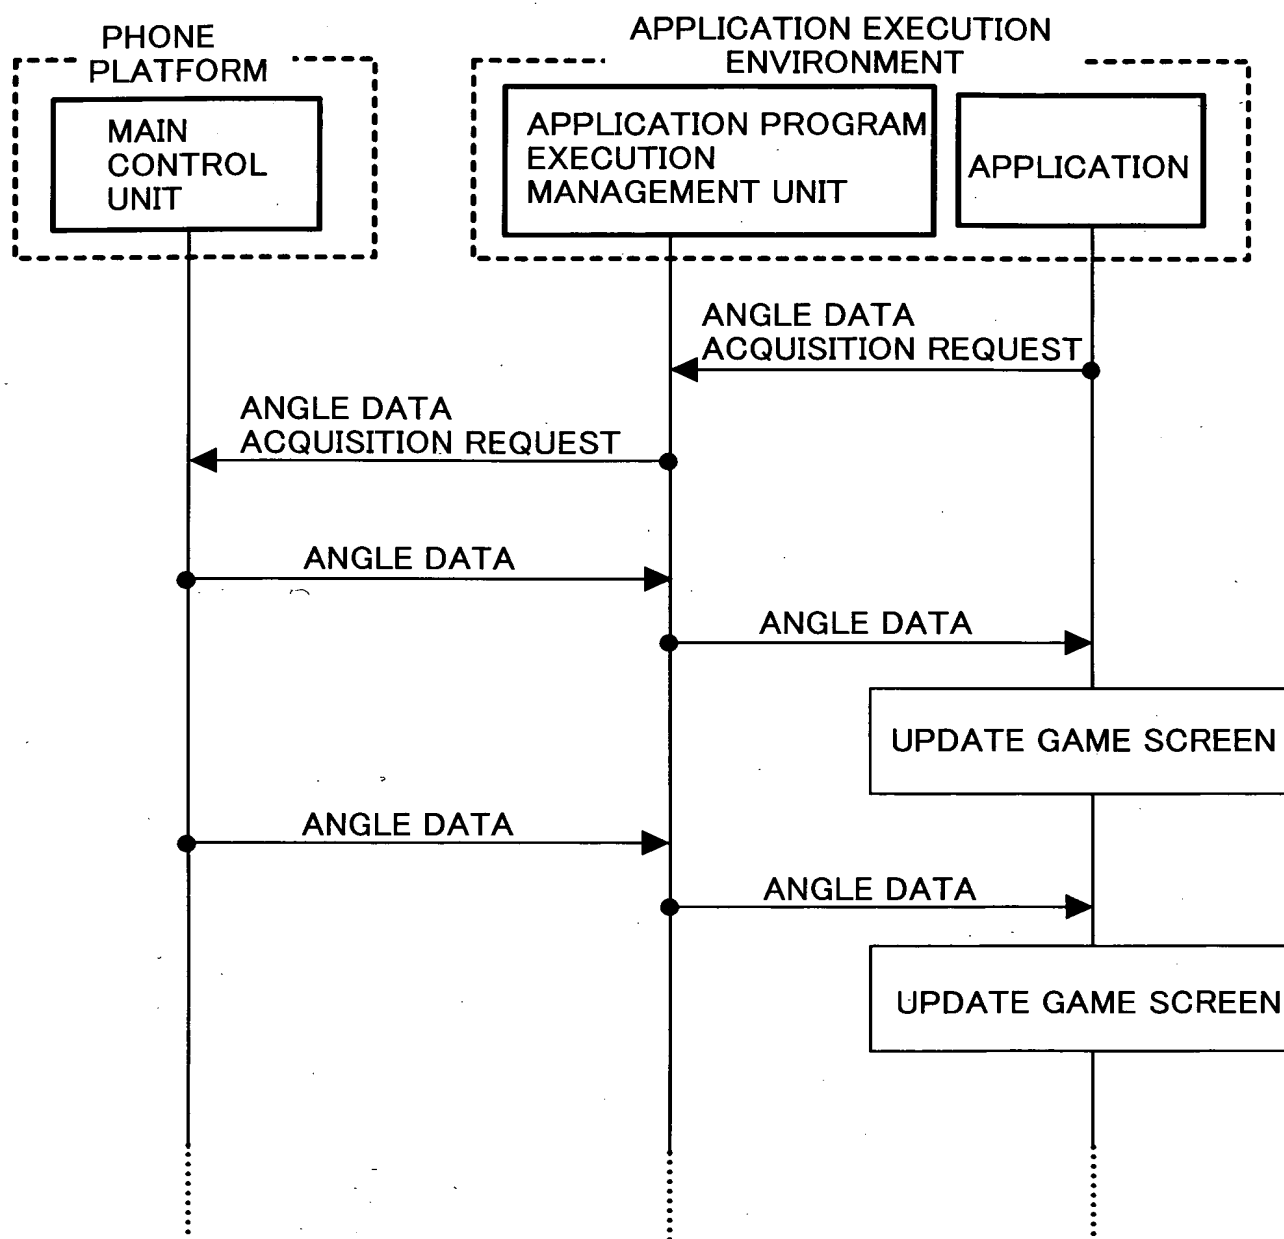 PHONE
PLATFORM
APPLICATION EXECUTION
ENVIRONMENT
MAIN
CONTROL
UNIT
APPLICATION PROGRAM
EXECUTION
MANAGEMENT UNIT
APPLICATION
ANGLE DATA
ACQUISITION REQUEST
ANGLE DATA
ACQUISITION REQUEST
ANGLE DATA
ANGLE DATA
UPDATE GAME SCREEN
ANGLE DATA
ANGLE DATA
UPDATE GAME SCREEN